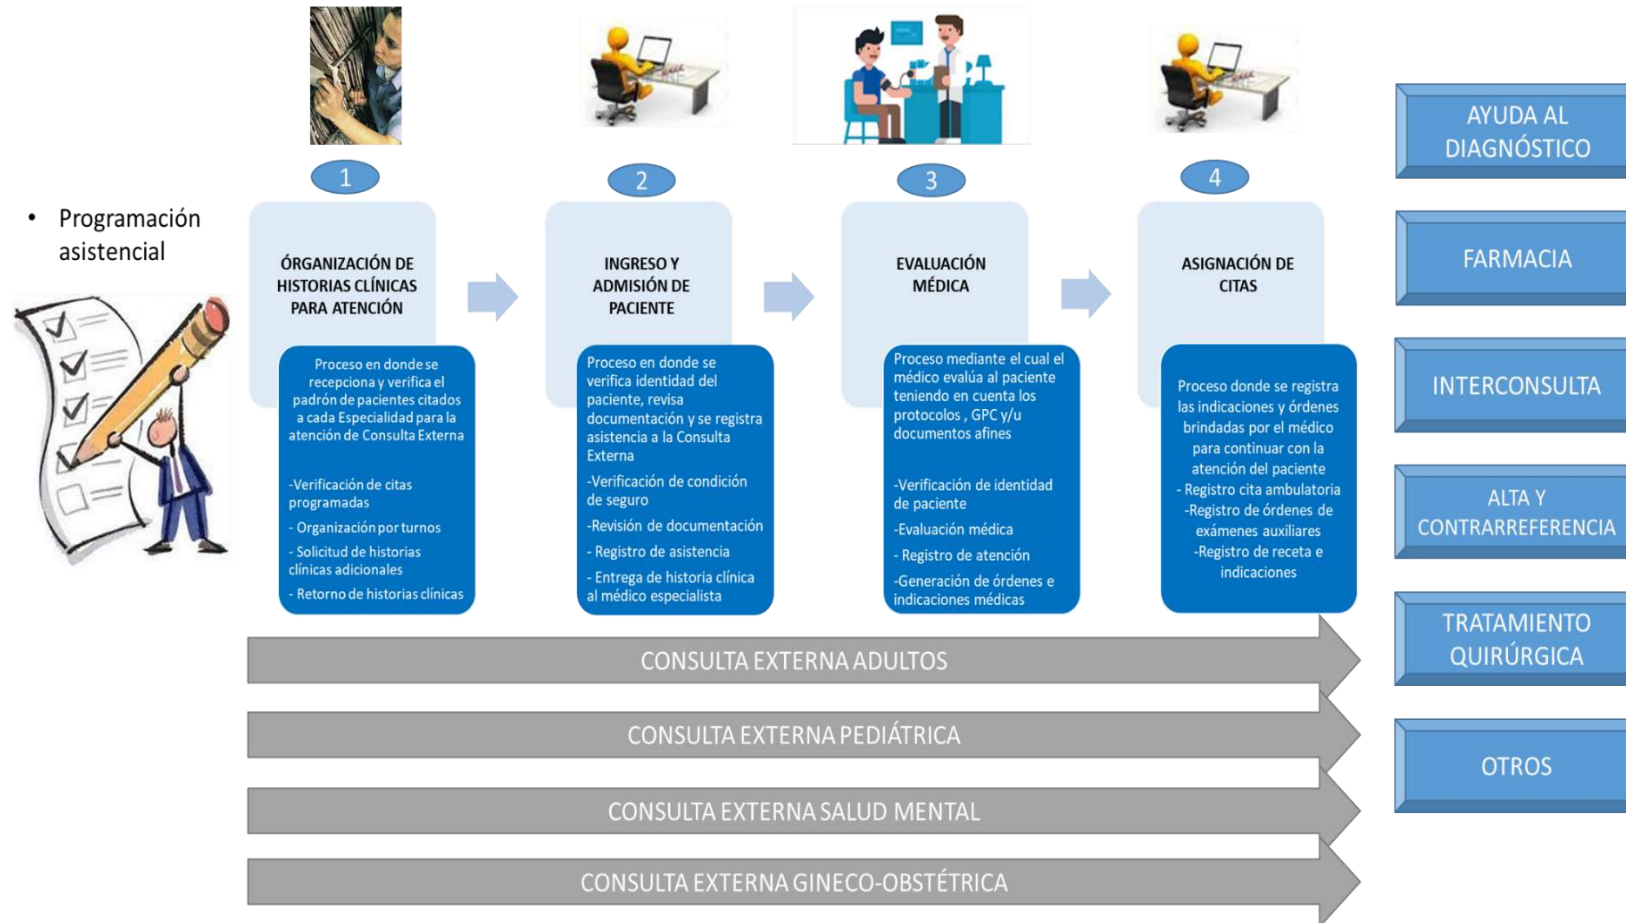 • Programación
asistencial
1
ÓRGANIZACIÓN DE
HISTORIAS CLÍNICAS
PARA ATENCIÓN
Proceso en donde se
recepciona y verifica el
padrón de pacientes citados
a cada Especialidad para la
atención de Consulta Externa
-Verificación de citas
programadas
- Organización por turnos
- Solicitud de historias
clínicas adicionales
- Retorno de historias clínicas
2
INGRESO Y
ADMISIÓN DE
PACIENTE
Proceso en donde se
verifica identidad del
paciente, revisa
documentación y se registra
asistencia a la Consulta
Externa
-Verificación de condición
de seguro
-Revisión de documentación
- Registro de asistencia
- Entrega de historia clínica
al médico especialista
3
EVALUACIÓN
MÉDICA
Proceso mediante el cual el
médico evalúa al paciente
teniendo en cuenta los
protocolos , GPC y/u
documentos afines
-Verificación de identidad
de paciente
-Evaluación médica
- Registro de atención
-Generación de órdenes e
indicaciones médicas
4
ASIGNACIÓN DE
CITAS
Proceso donde se registra
las indicaciones y órdenes
brindadas por el médico
para continuar con la
atención del paciente
- Registro cita ambulatoria
-Registro de órdenes de
exámenes auxiliares
-Registro de receta e
indicaciones
CONSULTA EXTERNA ADULTOS
CONSULTA EXTERNA PEDIÁTRICA
CONSULTA EXTERNA SALUD MENTAL
CONSULTA EXTERNA GINECO-OBSTÉTRICA
AYUDA AL
DIAGNÓSTICO
FARMACIA
INTERCONSULTA
ALTA Y
CONTRARREFERENCIA
TRATAMIENTO
QUIRÚRGICA
OTROS